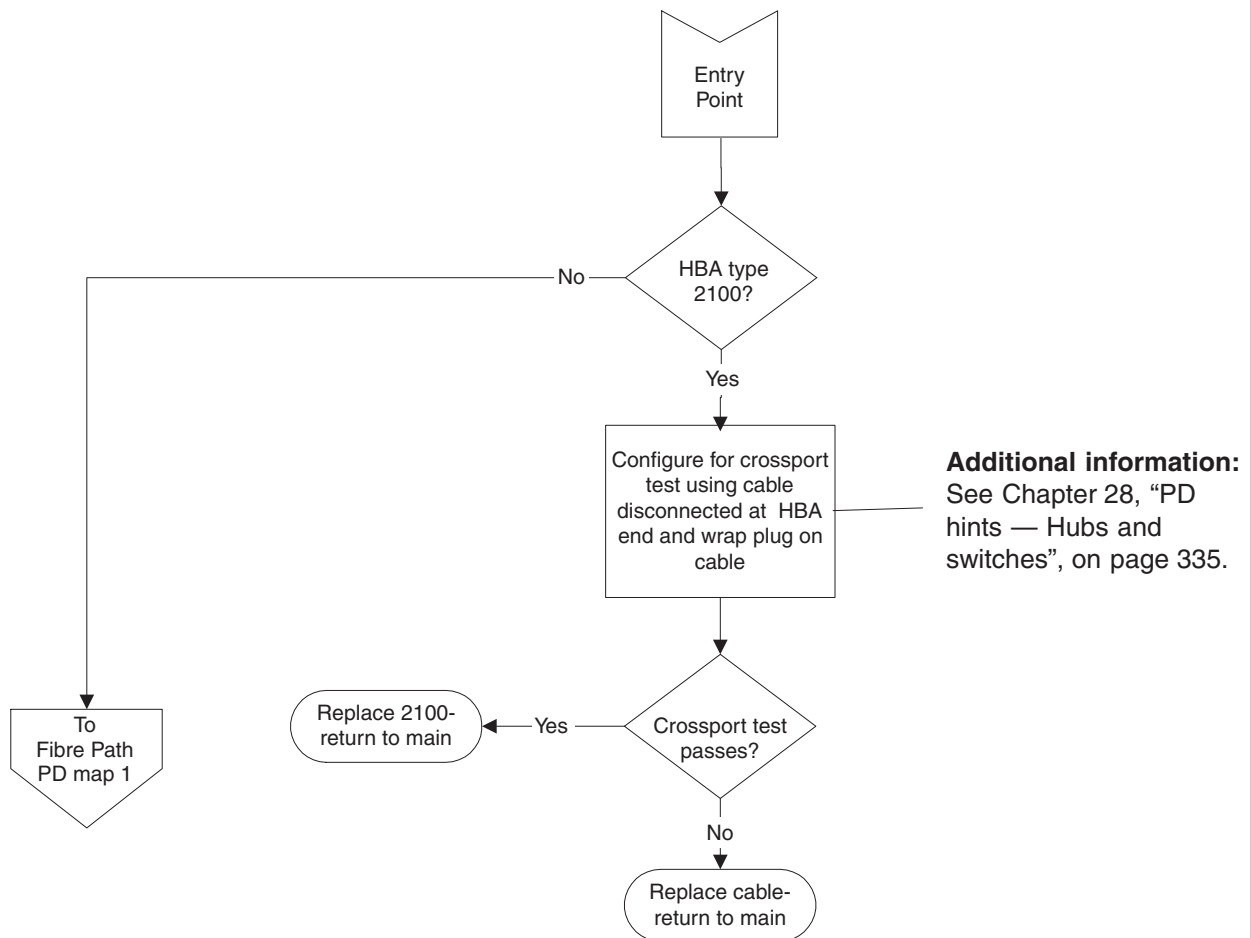 Entry
Point
HBA type
2100?
No
Yes
Configure for crossport
test using cable
disconnected at HBA
end and wrap plug on
cable
Additional information:
See Chapter 28, “PD
hints — Hubs and
switches”, on page 335.
To
Fibre Path
PD map 1
Replace 2100-
return to main
Yes
Crossport test
passes?
No
Replace cable-
return to main